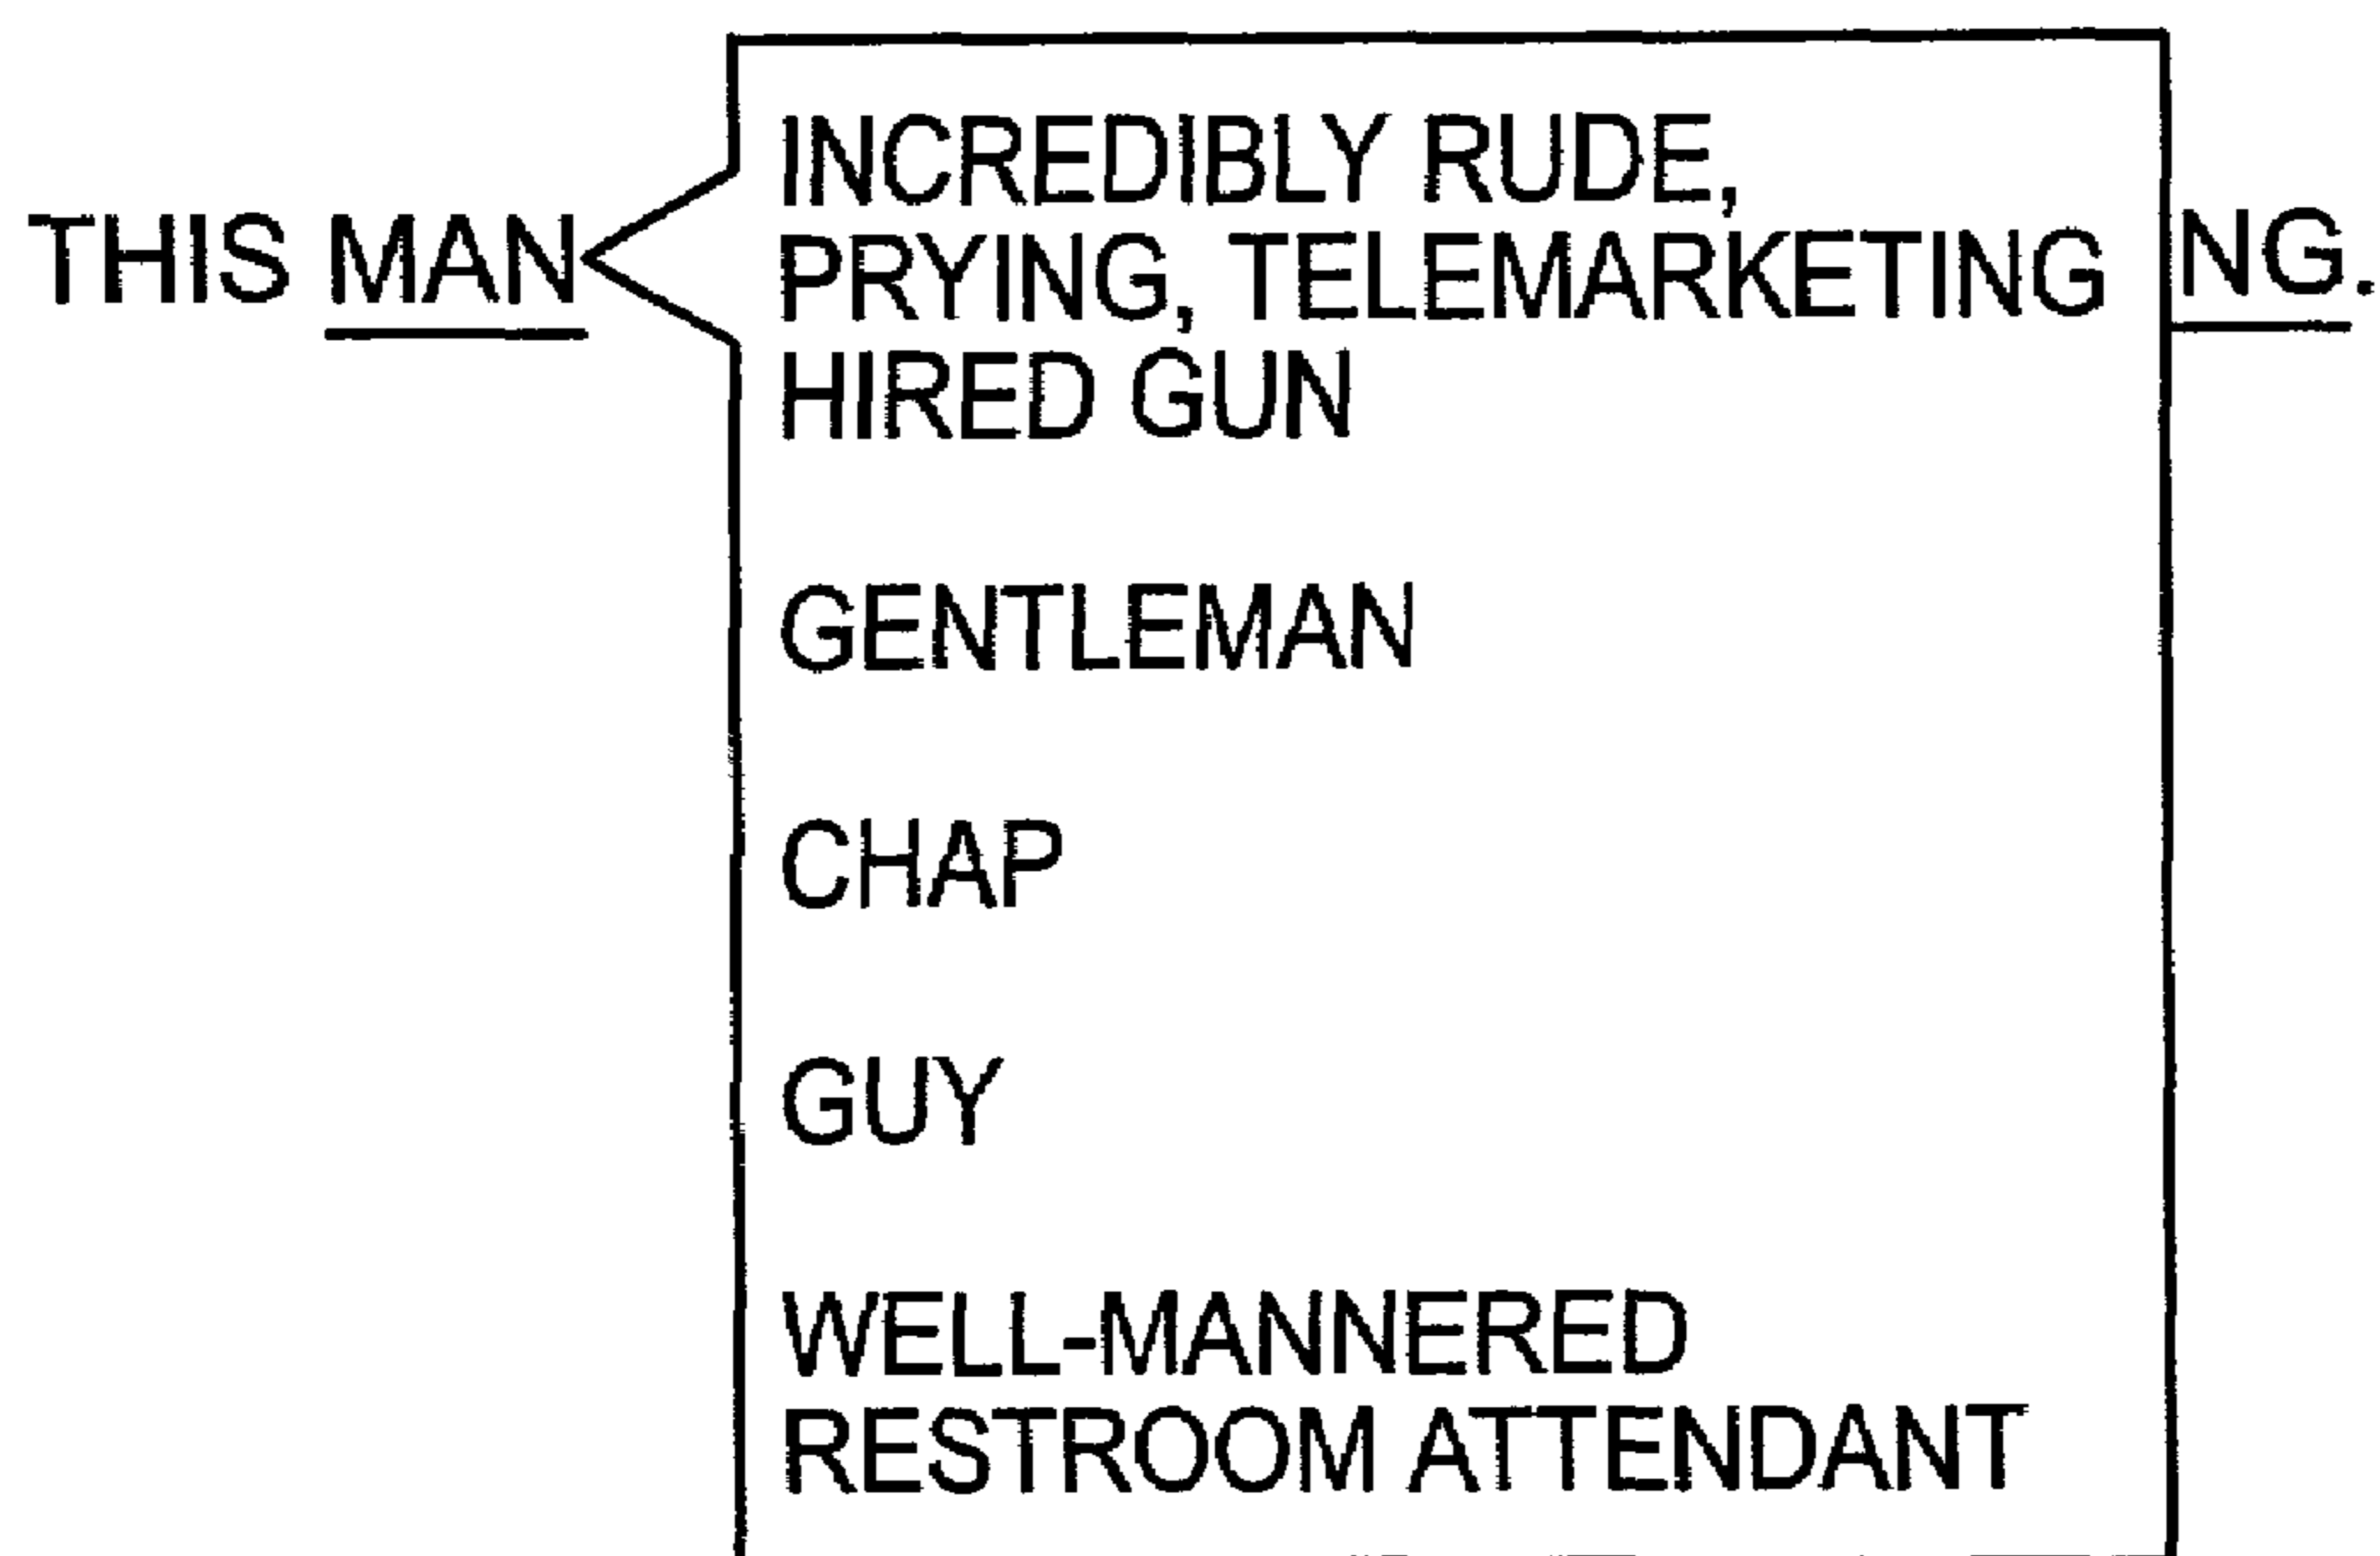 THIS MAN
INCREDIBLY RUDE,
PRYING, TELEMARKETING
HIRED GUN
NG.
GENTLEMAN
CHAP
GUY
WELL-MANNERED
RESTROOM ATTENDANT